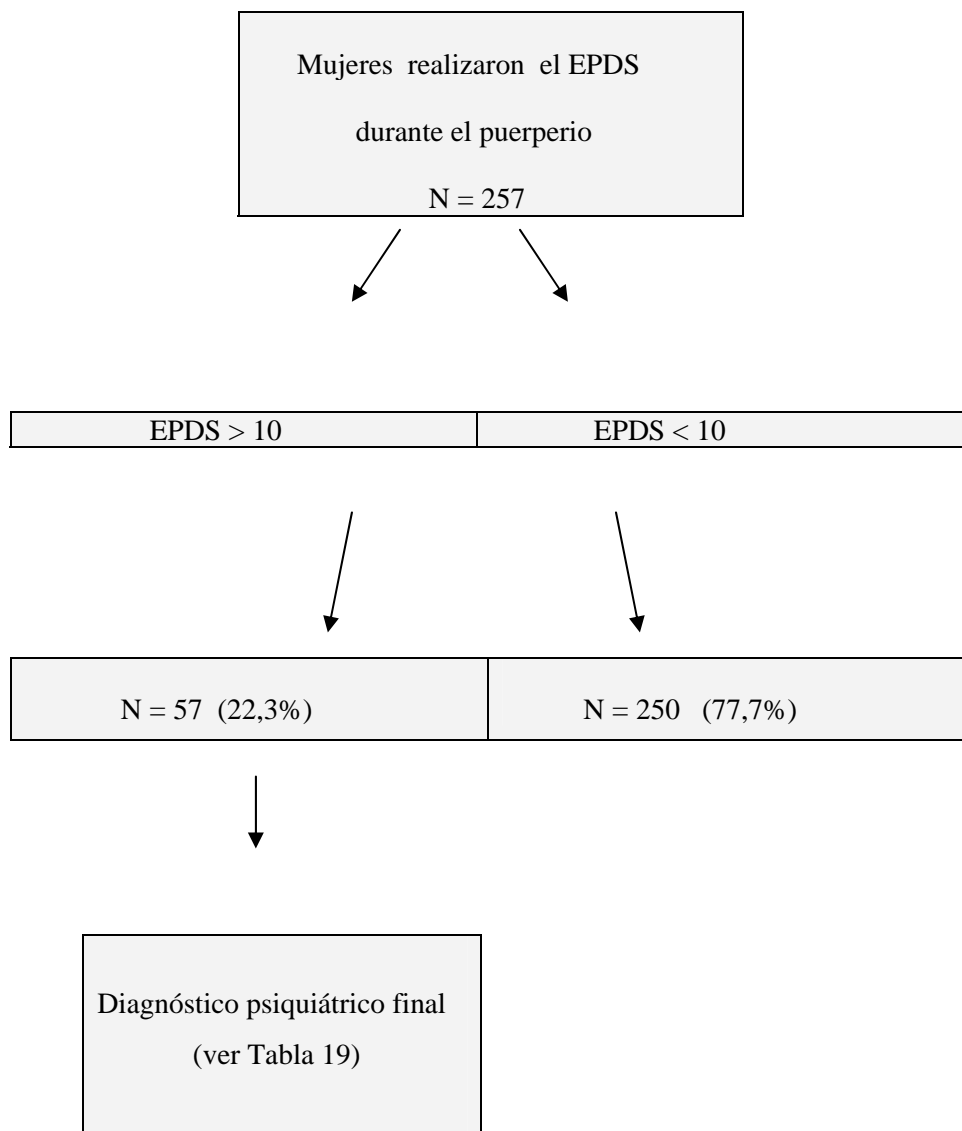 Mujeres realizaron el EPDS
durante el puerperio
N = 257
EPDS > 10
EPDS < 10
N = 57 (22,3%)
N = 250 (77,7%)
Diagnóstico psiquiátrico final
(ver Tabla 19)